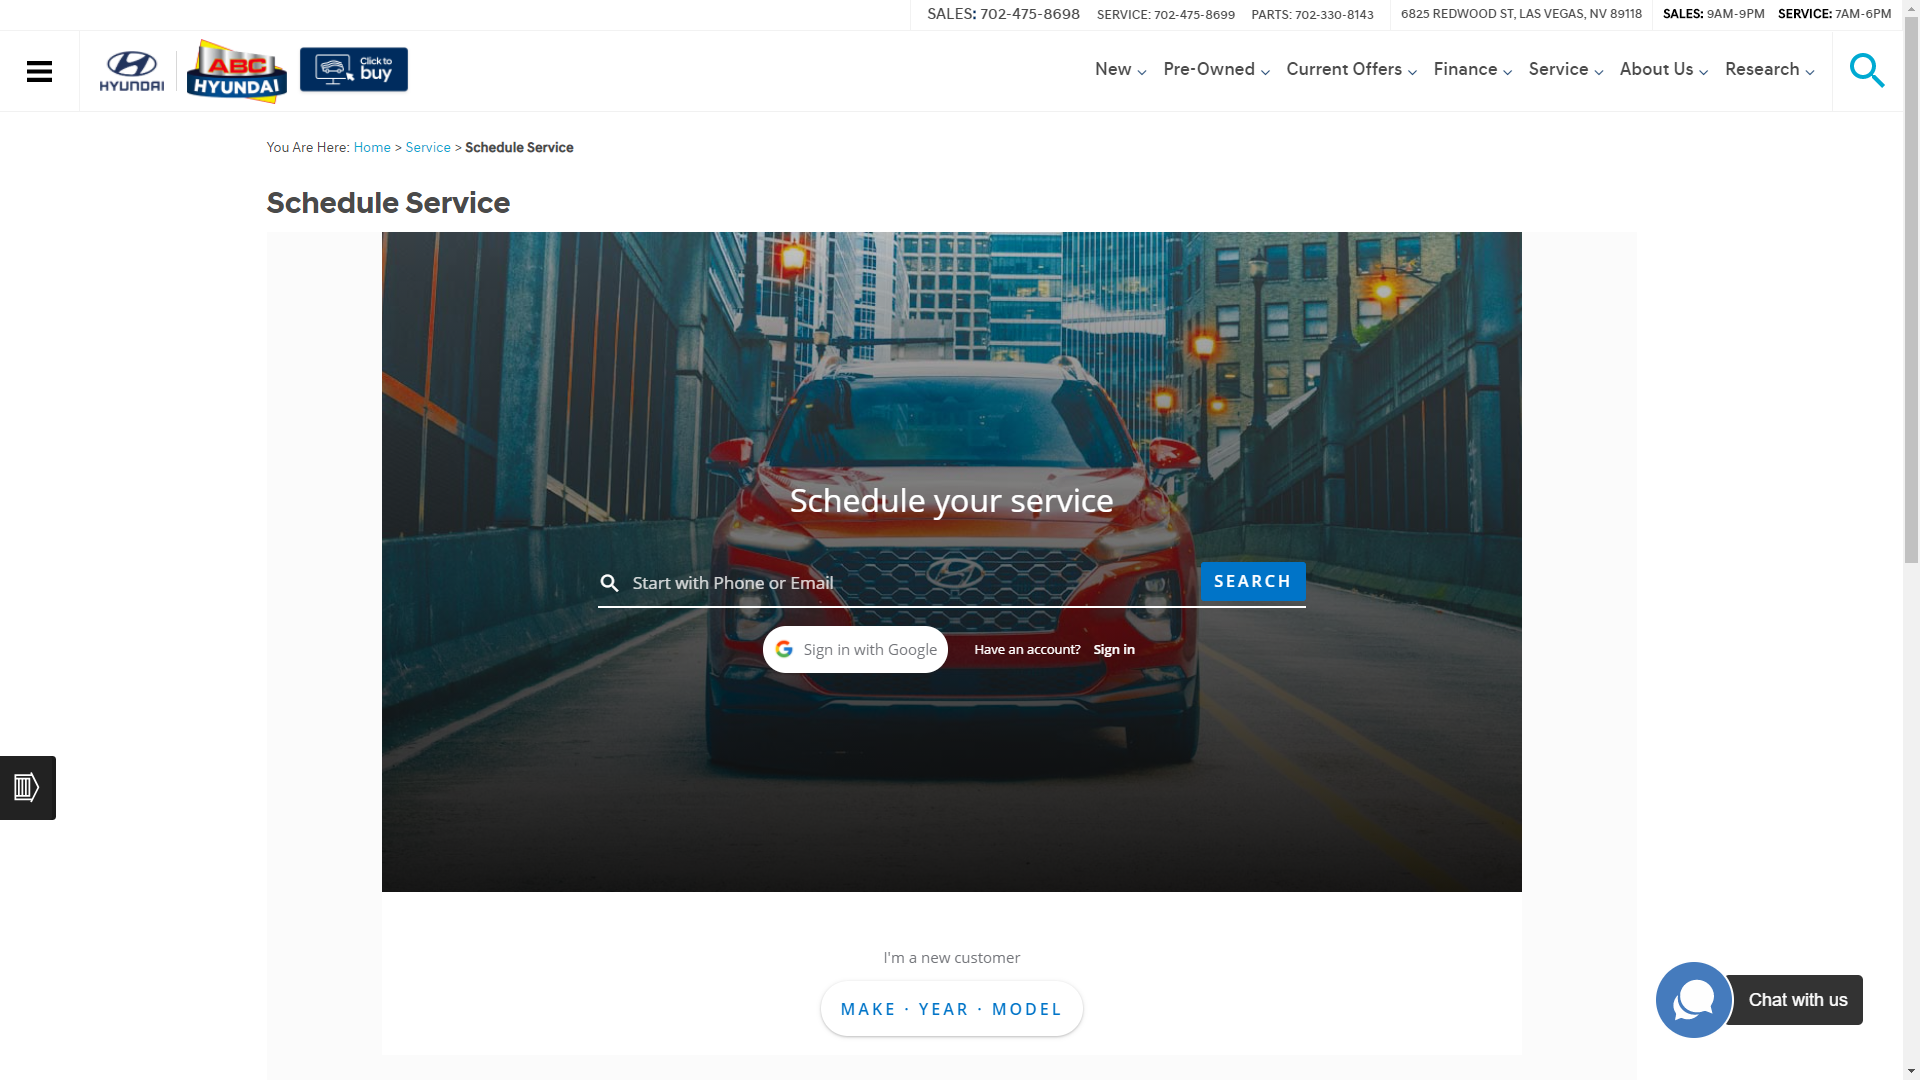 SALES: 702-475-8698 SERVICE: 702-475-8699 PARTS: 702-330-8143 6825 REDWOOD ST, LAS VEGAS, NV 89118 SALES: 9AM-9PM SERVICE: 7AM-6PM
HYUNDAI
ABC
HYUNDAI
Click to
buy
New Pre-Owned Current Offers Finance Service About Us Research
You Are Here: Home > Service > Schedule Service
Schedule Service
Schedule your service
Start with Phone or Email SEARCH
Sign in with Google Have an account? Sign in
I'm a new customer
MAKE · YEAR · MODEL
Chat with us